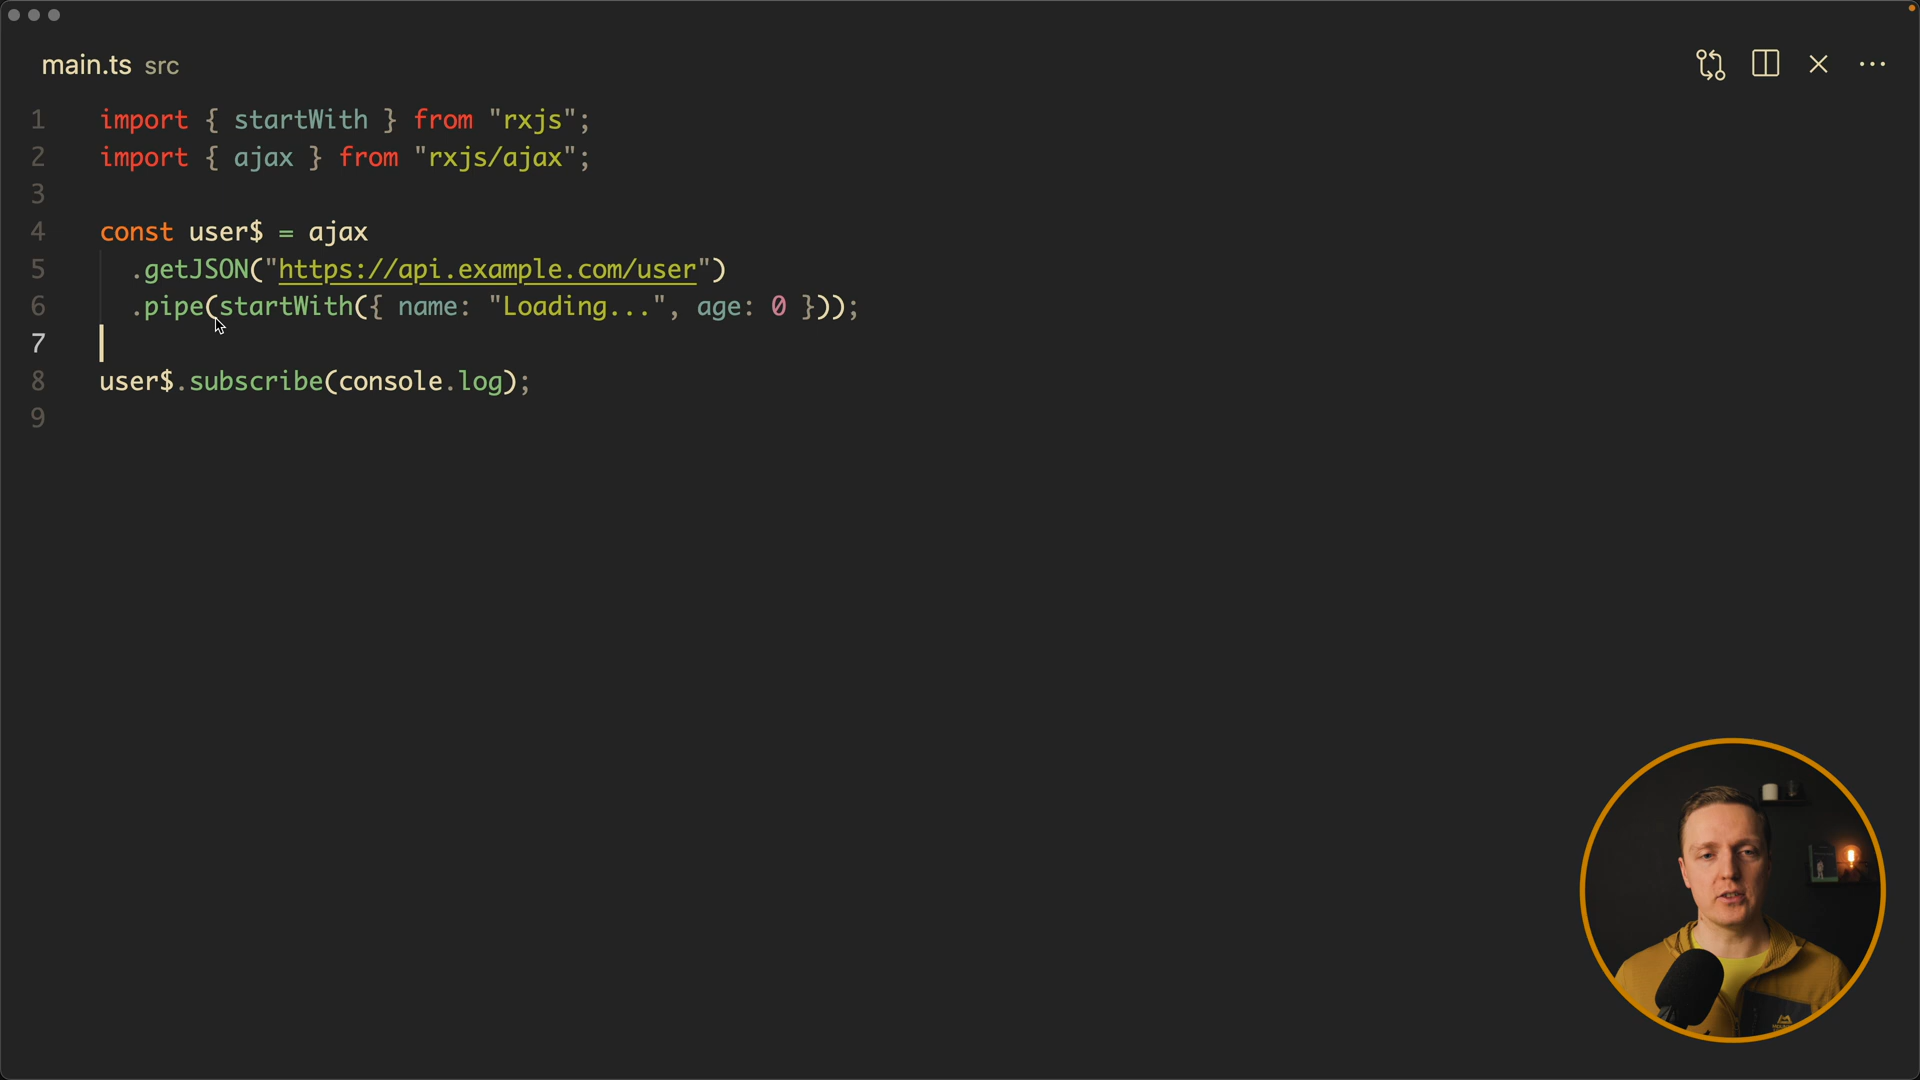 main.ts src
1 import { startWith } from "rxjs";
2 import { ajax } from "rxjs/ajax";
3
4 const user$ = ajax
5 .getJSON("https://api.example.com/user")
6 .pipe(startWith({ name: "Loading...", age: 0 }));
7
8 user$.subscribe(console.log);
9